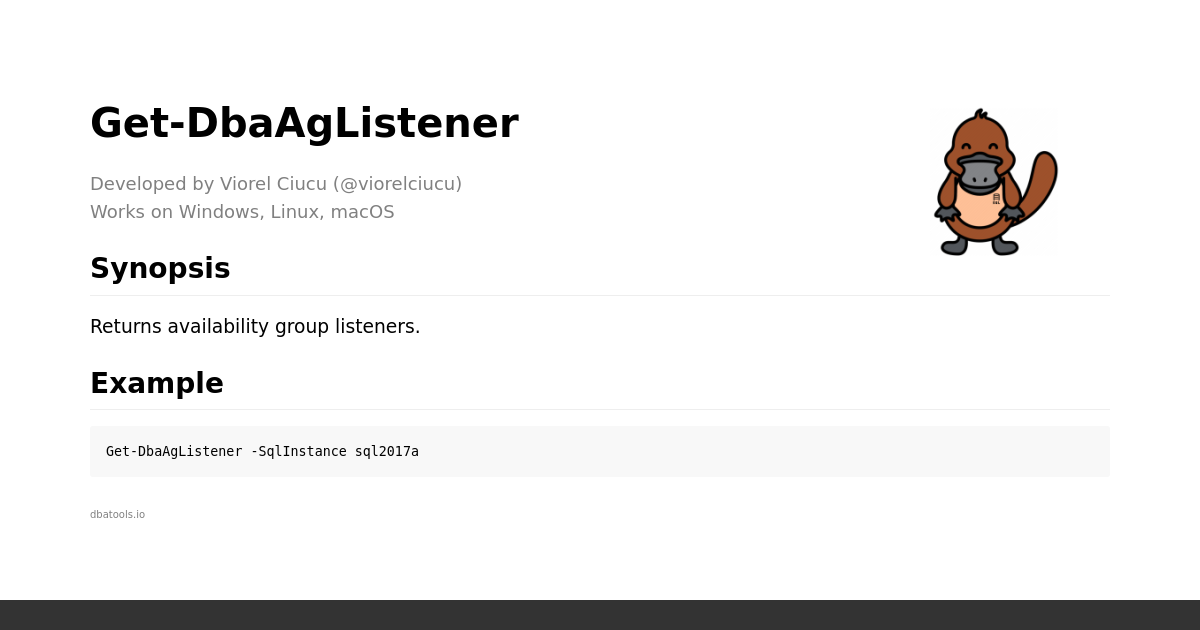 Get-DbaAgListener
Developed by Viorel Ciucu (@viorelciucu)
Works on Windows, Linux, macOS
Synopsis
Returns availability group listeners.
Example
Get-DbaAgListener -SqlInstance sql2017a
dbatools.io